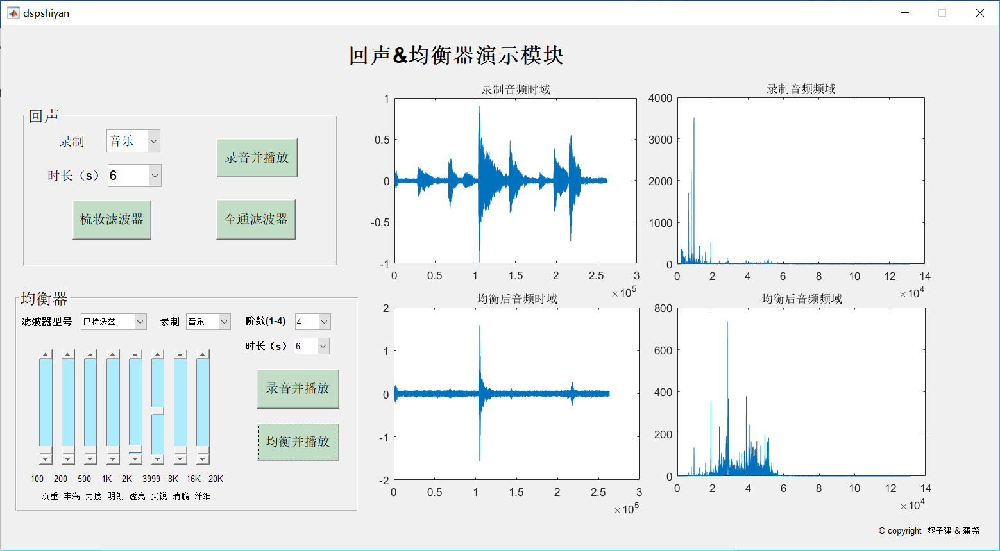 dspshiyan
回声&均衡器演示模块
回声
录制 音乐
时长（s） 6
录音并播放
梳妆滤波器
全通滤波器
均衡器
滤波器型号 巴特沃兹 录制 音乐 阶数(1-4) 4
时长（s） 6
录音并播放
均衡并播放
100 200 500 1K 2K 3999 8K 16K 20K
沉重 丰满 力度 明朗 透亮 尖锐 清脆 纤细
录制音频时域
1
0.5
0
-0.5
-1
0 0.5 1 1.5 2 2.5 3
×10^5
录制音频频域
4000
3000
2000
1000
0
0 2 4 6 8 10 12 14
×10^4
均衡后音频时域
2
1
0
-1
-2
0 0.5 1 1.5 2 2.5 3
×10^5
均衡后音频频域
800
600
400
200
0
0 2 4 6 8 10 12 14
×10^4
© copyright 黎子建 & 蒲尧